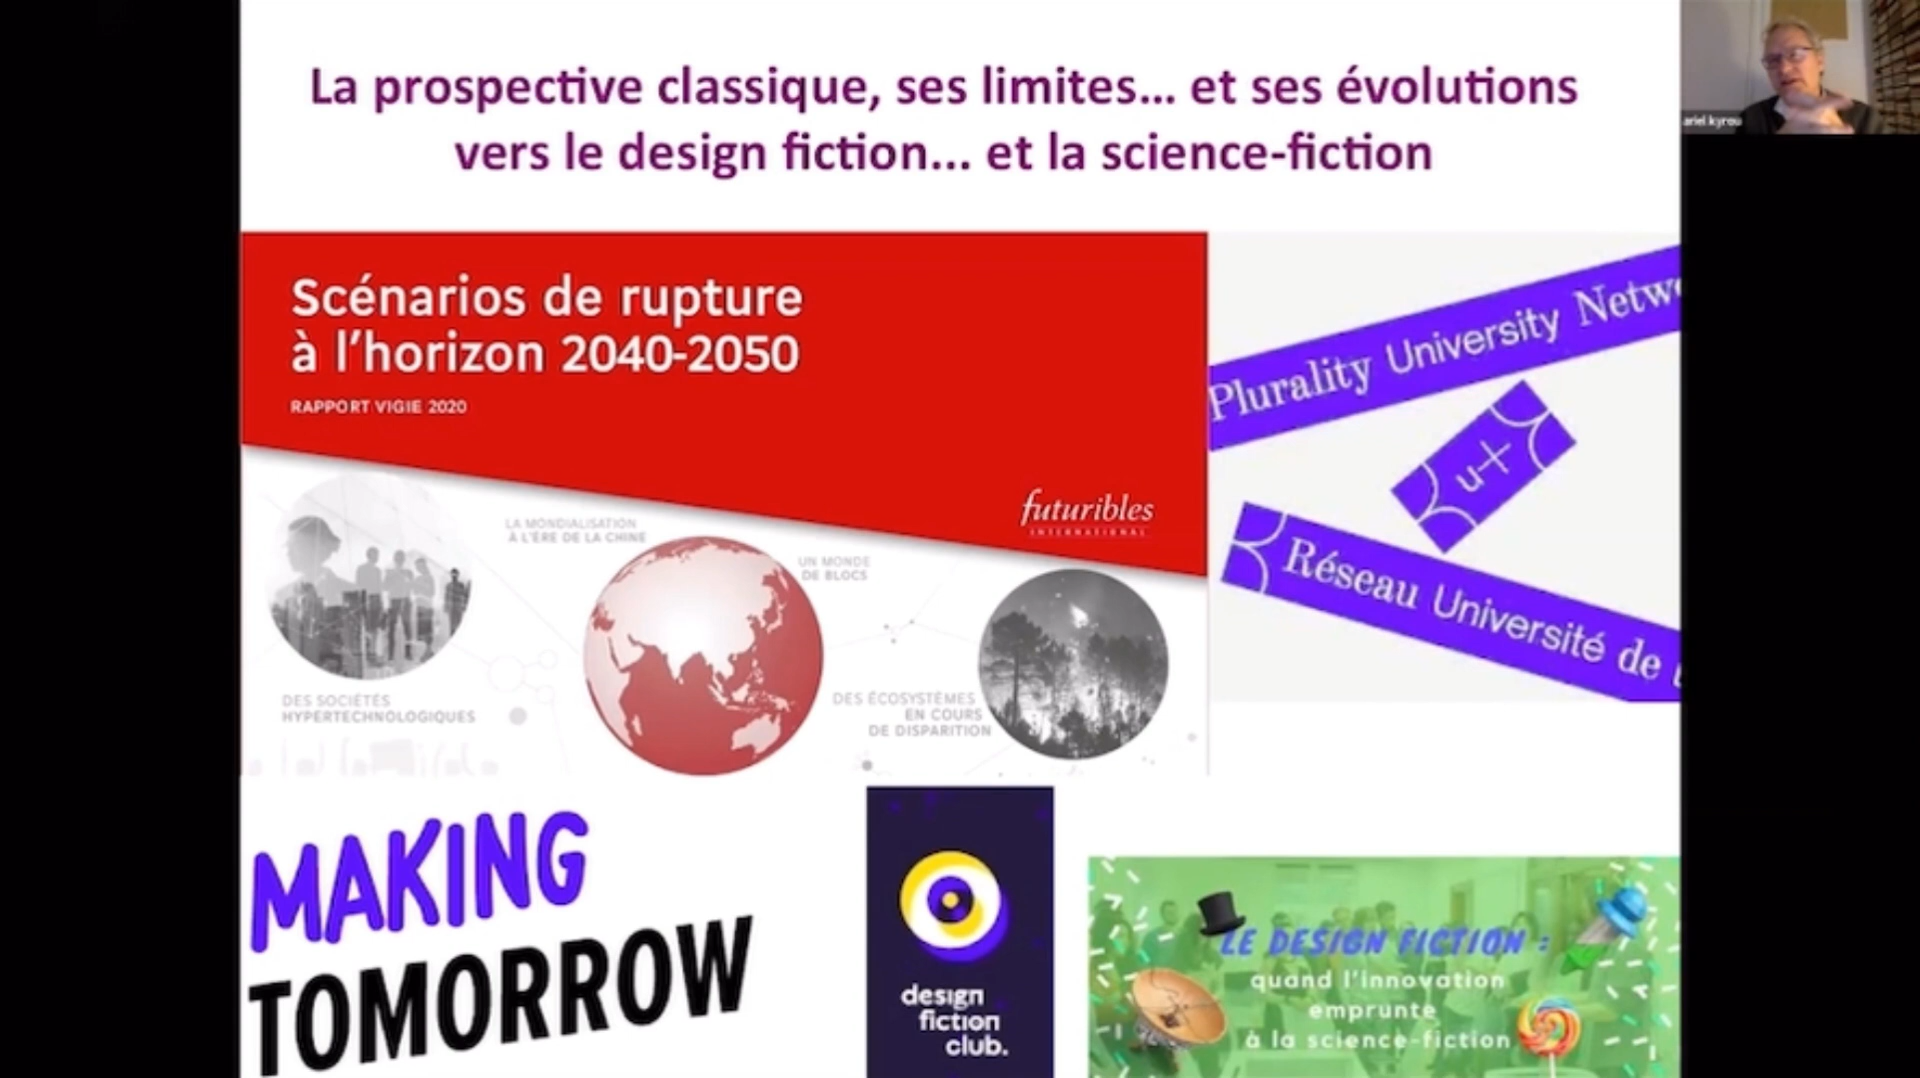 La prospective classique, ses limites... et ses évolutions
vers le design fiction... et la science-fiction
ariel kyrou
Scénarios de rupture
à l'horizon 2040-2050
RAPPORT VIGIE 2020
futuribles
INTERNATIONAL
LA MONDIALISATION
À L'ÈRE DE LA CHINE
UN MONDE
DE BLOCS
DES SOCIÉTÉS
HYPERTECHNOLOGIQUES
DES ÉCOSYSTÈMES
EN COURS
DE DISPARITION
Plurality University Netwo
u+
Réseau Université de
MAKING
TOMORROW
design
fiction
club.
LE DESIGN FICTION :
quand l'innovation
emprunte
à la science-fiction